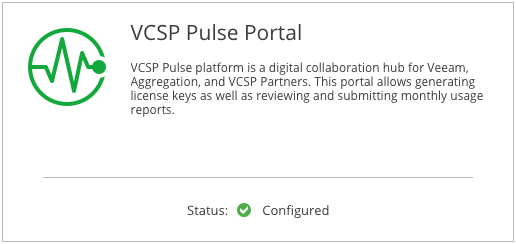 VCSP Pulse Portal
VCSP Pulse platform is a digital collaboration hub for Veeam,
Aggregation, and VCSP Partners. This portal allows generating
license keys as well as reviewing and submitting monthly usage
reports.
Status: Configured